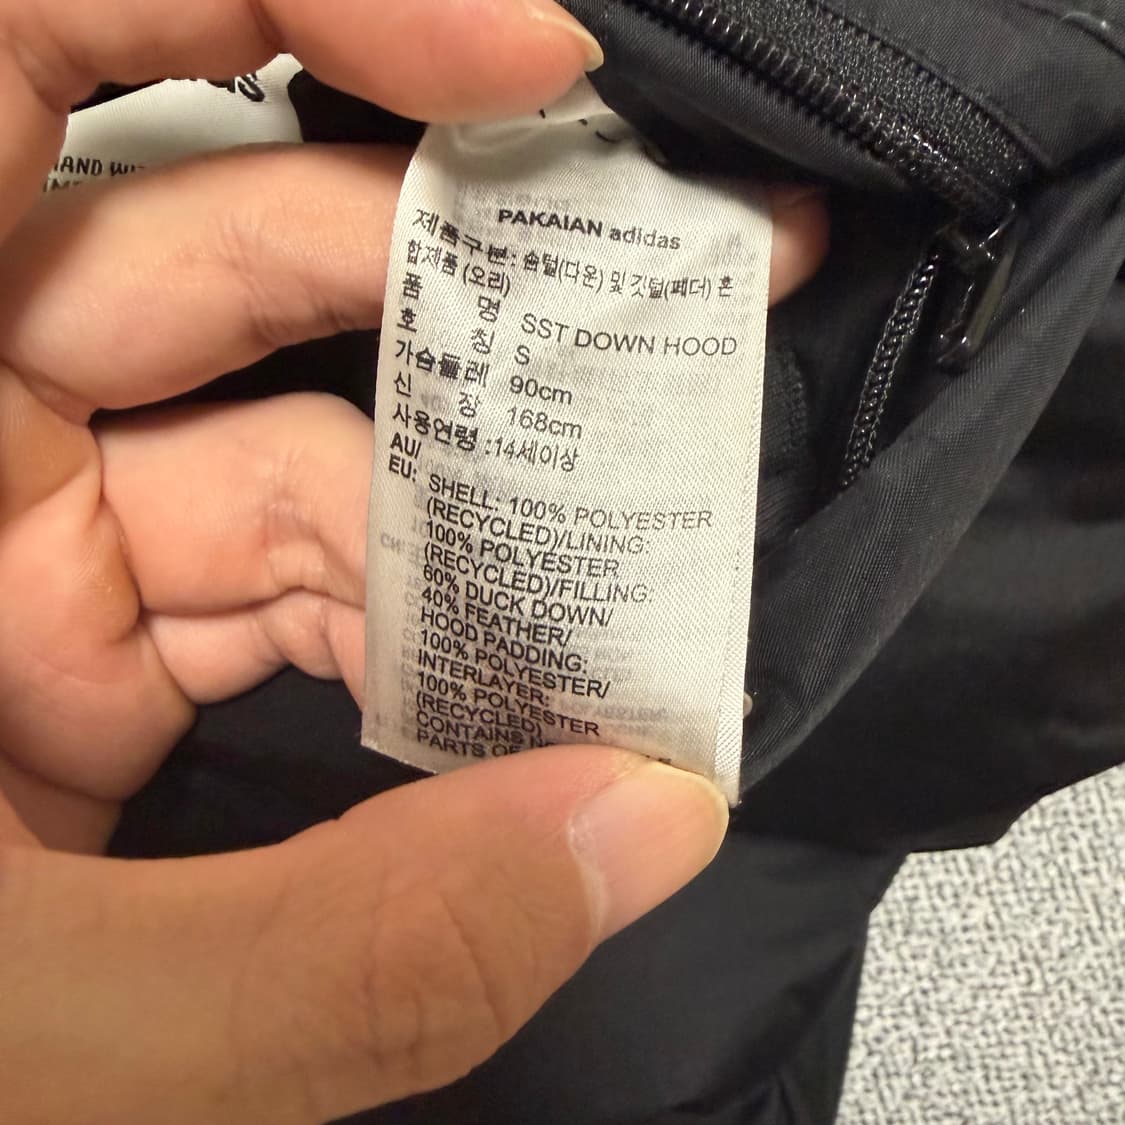 HAND WI
PAKAIAN adidas
제품구분 : 솜털(다운) 및 깃털(페더) 혼
합제품 (오리)
품 명 SST DOWN HOOD
호 칭 S
가슴둘레 90cm
신 장 168cm
사용연령 :14세이상
AU/
EU: SHELL: 100% POLYESTER
(RECYCLED)/LINING:
100% POLYESTER
(RECYCLED)/FILLING:
60% DUCK DOWN/
40% FEATHER/
HOOD PADDING:
100% POLYESTER/
INTERLAYER:
100% POLYESTER
(RECYCLED)
CONTAINS
PARTS OF